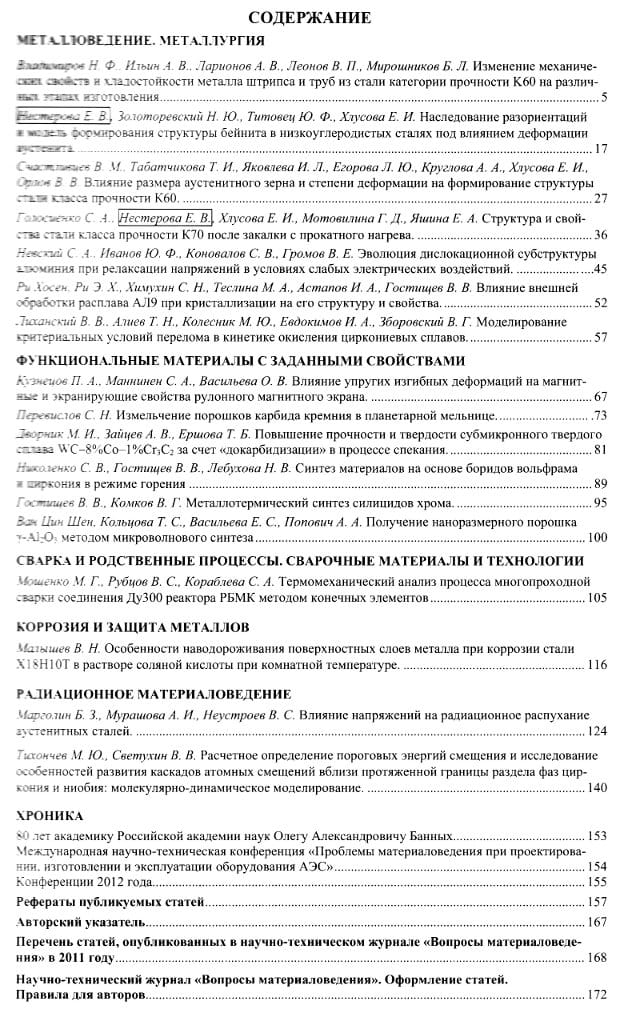 СОДЕРЖАНИЕ
МЕТАЛЛОВЕДЕНИЕ. МЕТАЛЛУРГИЯ
Владимиров Н. Ф., Ильин А. В., Ларионов А. В., Леонов В. П., Мирошников Б. Л. Изменение механиче-
ских свойств и хладостойкости металла штрипса и труб из стали категории прочности К60 на различ-
ных этапах изготовления............5
Нестерова Е. В., Золоторевский Н. Ю., Титовец Ю. Ф., Хлусова Е. И. Наследование разориентаций
и модель формирования структуры бейнита в низкоуглеродистых сталях под влиянием деформации
аустенита............17
Счастливцев В. М., Табатчикова Т. И., Яковлева И. Л., Егорова Л. Ю., Круглова А. А., Хлусова Е. И.,
Орлов В. В. Влияние размера аустенитного зерна и степени деформации на формирование структуры
стали класса прочности К60............27
Голосиенко С. А., Нестерова Е. В., Хлусова Е. И., Мотовилина Г. Д., Яшина Е. А. Структура и свой-
ства стали класса прочности К70 после закалки с прокатного нагрева............36
Невский С. А., Иванов Ю. Ф., Коновалов С. В., Громов В. Е. Эволюция дислокационной субструктуры
алюминия при релаксации напряжений в условиях слабых электрических воздействий............45
Ри Хосен, Ри Э. Х., Химухин С. Н., Теслина М. А., Астапов И. А., Гостищев В. В. Влияние внешней
обработки расплава АЛ9 при кристаллизации на его структуру и свойства............52
Лиханский В. В., Алиев Т. Н., Колесник М. Ю., Евдокимов И. А., Зборовский В. Г. Моделирование
критериальных условий перелома в кинетике окисления циркониевых сплавов............57
ФУНКЦИОНАЛЬНЫЕ МАТЕРИАЛЫ С ЗАДАННЫМИ СВОЙСТВАМИ
Кузнецов П. А., Маннинен С. А., Васильева О. В. Влияние упругих изгибных деформаций на магнит-
ные и экранирующие свойства рулонного магнитного экрана............67
Перевислов С. Н. Измельчение порошков карбида кремния в планетарной мельнице............73
Дворник М. И., Зайцев А. В., Ершова Т. Б. Повышение прочности и твердости субмикронного твердого
сплава WC–8%Co–1%Cr₃C₂ за счет «докарбидизации» в процессе спекания............81
Николенко С. В., Гостищев В. В., Лебухова Н. В. Синтез материалов на основе боридов вольфрама
и циркония в режиме горения............89
Гостищев В. В., Комков В. Г. Металлотермический синтез силицидов хрома............95
Ван Цин Шен, Кольцова Т. С., Васильева Е. С., Попович А. А. Получение наноразмерного порошка
γ-Al₂O₃ методом микроволнового синтеза............100
СВАРКА И РОДСТВЕННЫЕ ПРОЦЕССЫ. СВАРОЧНЫЕ МАТЕРИАЛЫ И ТЕХНОЛОГИИ
Мошенко М. Г., Рубцов В. С., Кораблева С. А. Термомеханический анализ процесса многопроходной
сварки соединения Ду300 реактора РБМК методом конечных элементов............105
КОРРОЗИЯ И ЗАЩИТА МЕТАЛЛОВ
Малышев В. Н. Особенности наводороживания поверхностных слоев металла при коррозии стали
Х18Н10Т в растворе соляной кислоты при комнатной температуре............116
РАДИАЦИОННОЕ МАТЕРИАЛОВЕДЕНИЕ
Марголин Б. З., Мурашова А. И., Неустроев В. С. Влияние напряжений на радиационное распухание
аустенитных сталей............124
Тихончев М. Ю., Светухин В. В. Расчетное определение пороговых энергий смещения и исследование
особенностей развития каскадов атомных смещений вблизи протяженной границы раздела фаз цир-
кония и ниобия: молекулярно-динамическое моделирование............140
ХРОНИКА
80 лет академику Российской академии наук Олегу Александровичу Банных............153
Международная научно-техническая конференция «Проблемы материаловедения при проектирова-
нии, изготовлении и эксплуатации оборудования АЭС»............154
Конференции 2012 года............155
Рефераты публикуемых статей............157
Авторский указатель............167
Перечень статей, опубликованных в научно-техническом журнале «Вопросы материаловеде-
ния» в 2011 году............168
Научно-технический журнал «Вопросы материаловедения». Оформление статей.
Правила для авторов............172